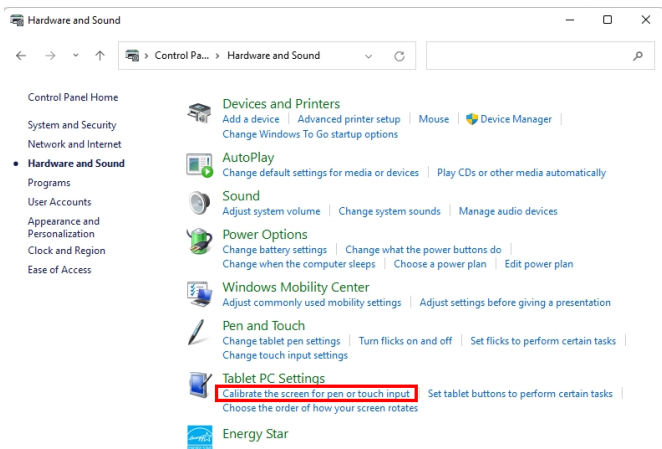 Hardware and Sound
Control Pa... › Hardware and Sound
Control Panel Home
System and Security
Network and Internet
Hardware and Sound
Programs
User Accounts
Appearance and
Personalization
Clock and Region
Ease of Access
Devices and Printers
Add a device | Advanced printer setup | Mouse | Device Manager |
Change Windows To Go startup options
AutoPlay
Change default settings for media or devices | Play CDs or other media automatically
Sound
Adjust system volume | Change system sounds | Manage audio devices
Power Options
Change battery settings | Change what the power buttons do |
Change when the computer sleeps | Choose a power plan | Edit power plan
Windows Mobility Center
Adjust commonly used mobility settings | Adjust settings before giving a presentation
Pen and Touch
Change tablet pen settings | Turn flicks on and off | Set flicks to perform certain tasks |
Change touch input settings
Tablet PC Settings
Calibrate the screen for pen or touch input | Set tablet buttons to perform certain tasks |
Choose the order of how your screen rotates
Energy Star